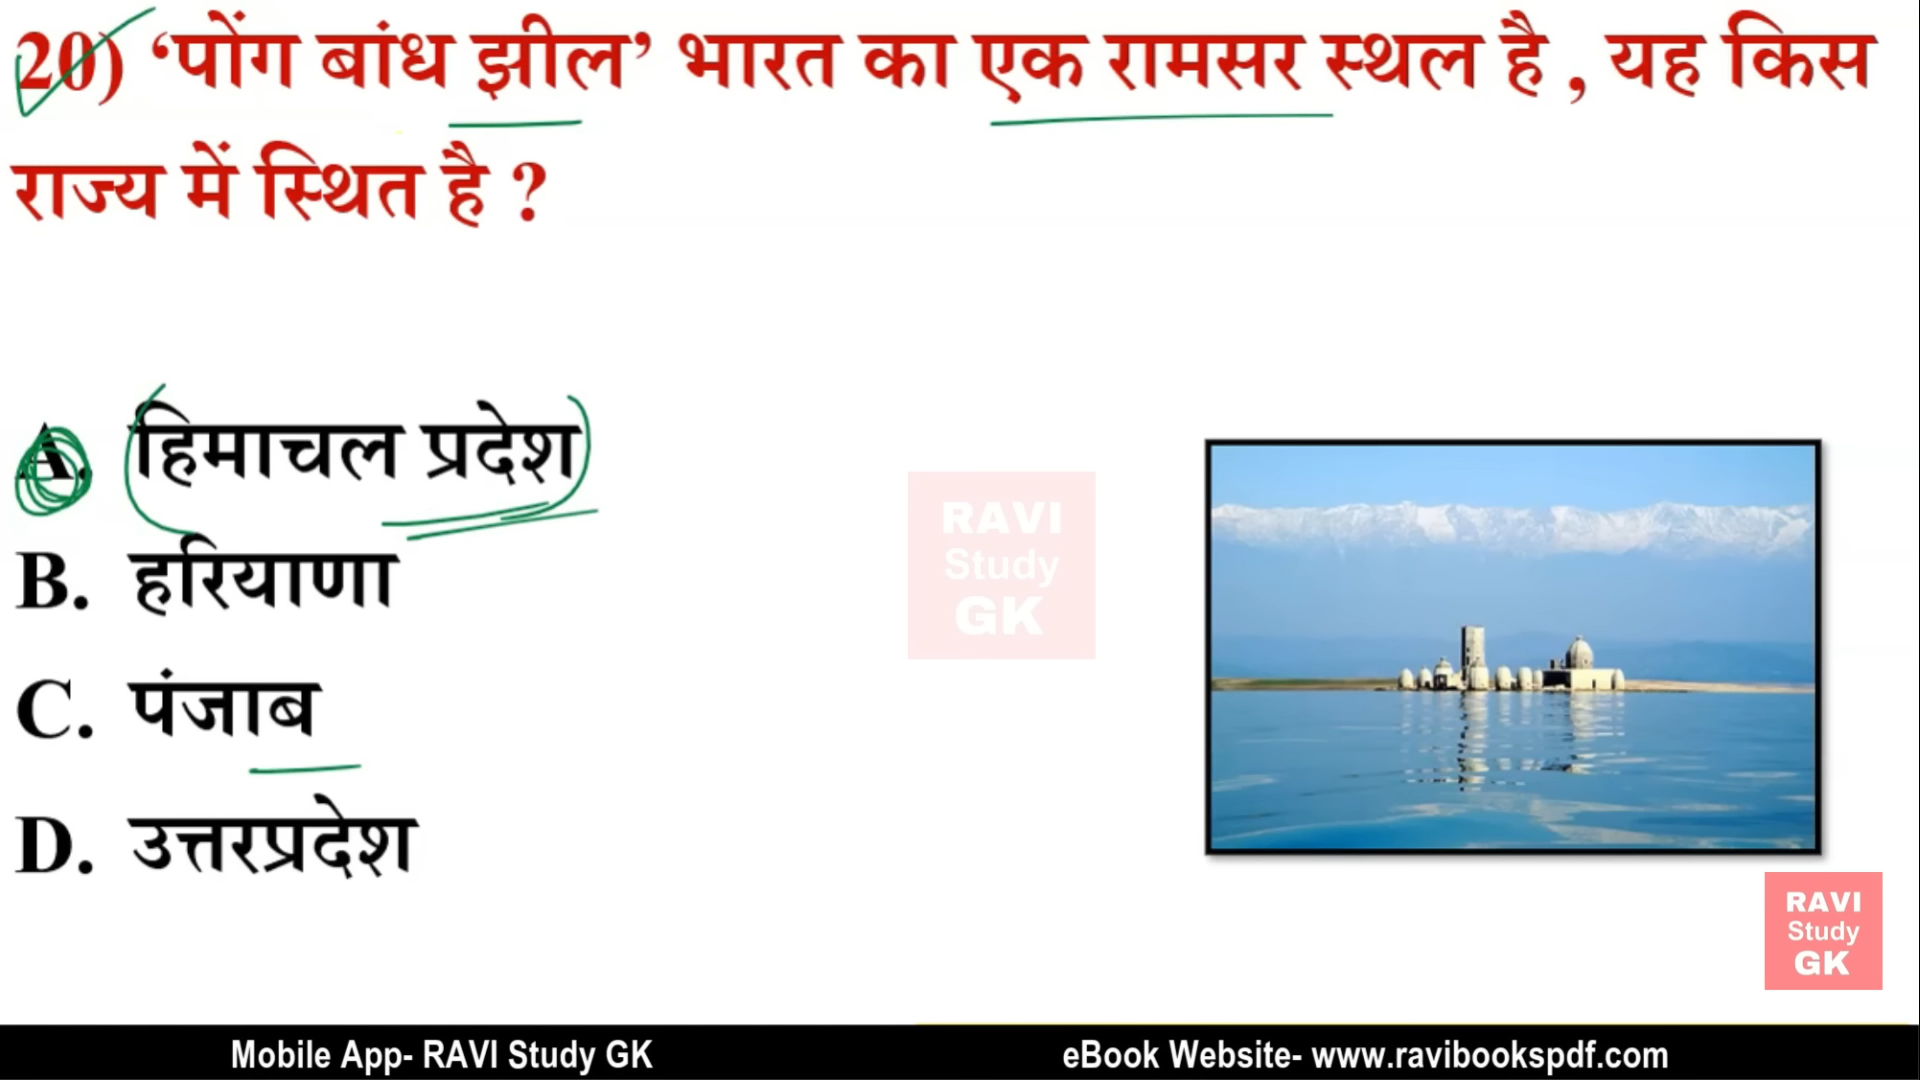 20) ‘पोंग बांध झील’ भारत का एक रामसर स्थल है , यह किस
राज्य में स्थित है ?
A. हिमाचल प्रदेश
B. हरियाणा
C. पंजाब
D. उत्तरप्रदेश
RAVI
Study
GK
RAVI
Study
GK
Mobile App- RAVI Study GK
eBook Website- www.ravibookspdf.com